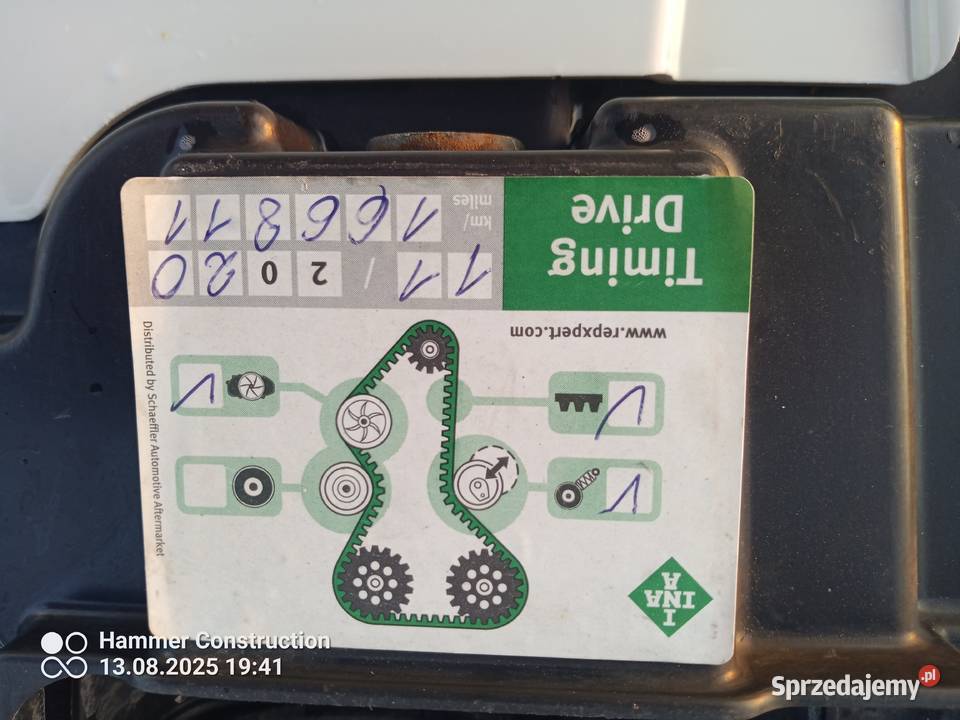 Timing
Drive
11 / 2020
km/
miles
166811
www.repxpert.com
INA
Distributed by Schaeffler Automotive Aftermarket
Hammer Construction
13.08.2025 19:41
Sprzedajemy.pl